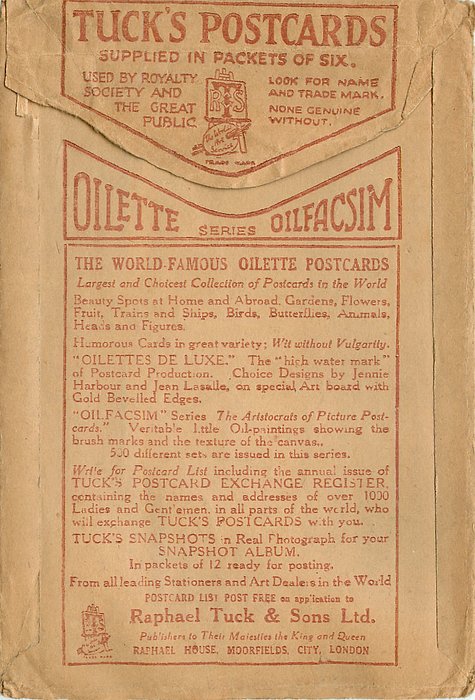 TUCK'S POSTCARDS
SUPPLIED IN PACKETS OF SIX.
USED BY ROYALTY
SOCIETY AND
THE GREAT
PUBLIC
LOOK FOR NAME
AND TRADE MARK.
NONE GENUINE
WITHOUT.
TRADE MARK
OILETTE SERIES OILFACSIM
THE WORLD-FAMOUS OILETTE POSTCARDS
Largest and Choicest Collection of Postcards in the World
Beauty Spots at Home and Abroad. Gardens, Flowers,
Fruit, Trains and Ships, Birds, Butterflies, Animals,
Heads and Figures.
Humorous Cards in great variety; Wit without Vulgarity.
"OILETTES DE LUXE." The "high water mark"
of Postcard Production. Choice Designs by Jennie
Harbour and Jean Lasalle, on special Art board with
Gold Bevelled Edges.
"OILFACSIM" Series The Aristocrats of Picture Post-
cards." Veritable little Oil-paintings showing the
brush marks and the texture of the canvas..
500 different sets are issued in this series.
Write for Postcard List including the annual issue of
TUCK'S POSTCARD EXCHANGE REGISTER,
containing the names and addresses of over 1000
Ladies and Gentlemen, in all parts of the world, who
will exchange TUCK'S POSTCARDS with you.
TUCK'S SNAPSHOTS in Real Photograph for your
SNAPSHOT ALBUM.
In packets of 12 ready for posting.
From all leading Stationers and Art Dealers in the World
POSTCARD LIST POST FREE on application to
Raphael Tuck & Sons Ltd.
Publishers to Their Majesties the King and Queen
RAPHAEL HOUSE, MOORFIELDS, CITY, LONDON